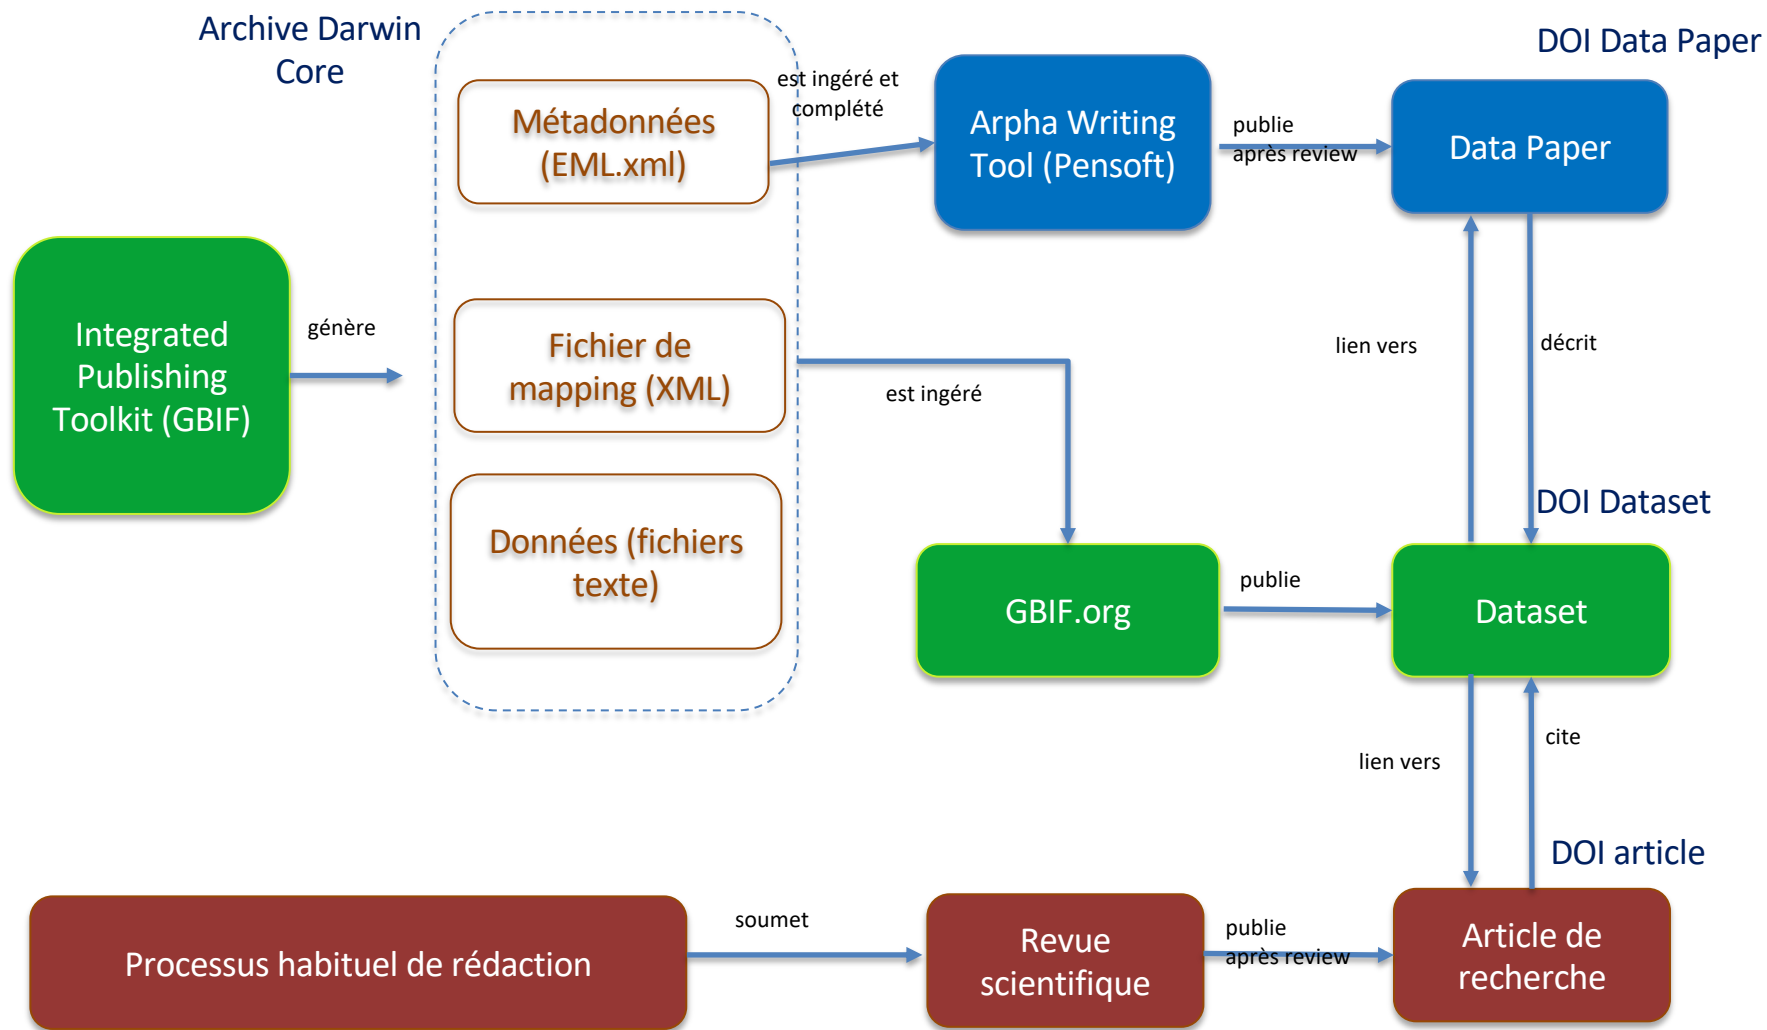 Archive Darwin
Core
DOI Data Paper
Métadonnées
(EML.xml)
est ingéré et
complété
Arpha Writing
Tool (Pensoft)
publie
après review
Data Paper
Integrated
Publishing
Toolkit (GBIF)
génère
Fichier de
mapping (XML)
est ingéré
lien vers
décrit
Données (fichiers
texte)
DOI Dataset
GBIF.org
publie
Dataset
lien vers
cite
DOI article
Processus habituel de rédaction
soumet
Revue
scientifique
publie
après review
Article de
recherche